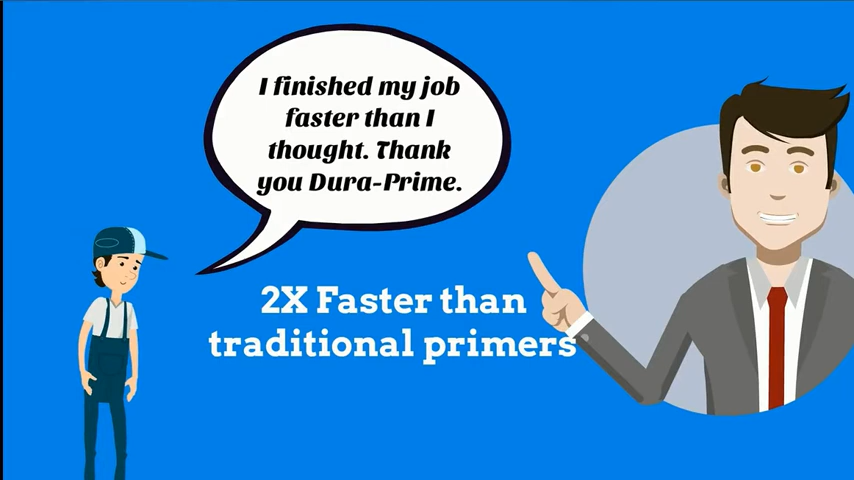 I finished my job
faster than I
thought. Thank
you Dura-Prime.
2X Faster than
traditional primers